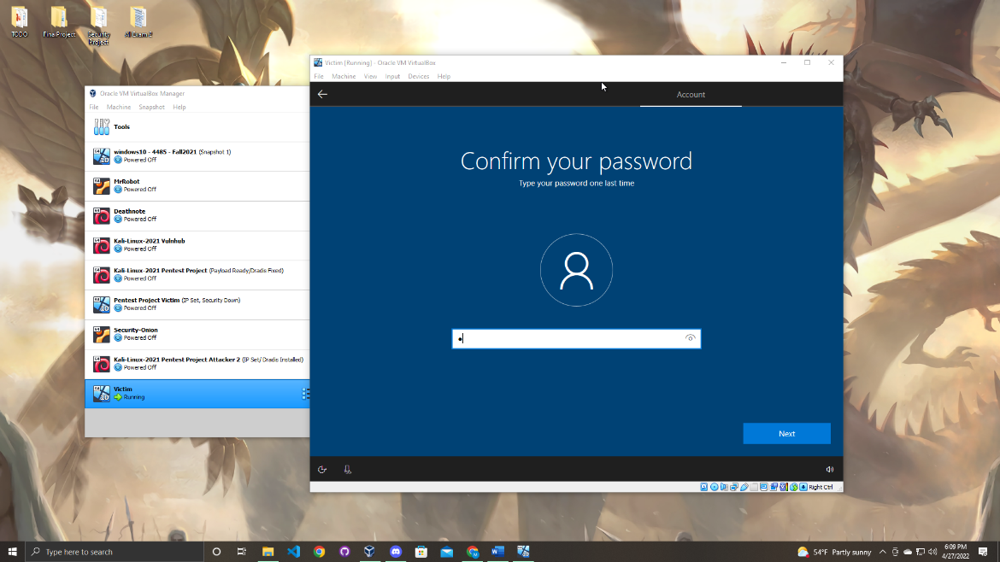 TODO
Final Project
Security
Project
AI Exam 2
Oracle VM VirtualBox Manager
File Machine Snapshot Help
Tools
windows10 - 4485 - Fall2021 (Snapshot 1)
Powered Off
MrRobot
Powered Off
Deathnote
Powered Off
Kali-Linux-2021 Vulnhub
Powered Off
Kali-Linux-2021 Pentest Project (Payload Ready/Dradis Fixed)
Powered Off
Pentest Project Victim (IP Set, Security Down)
Powered Off
Security-Onion
Powered Off
Kali-Linux-2021 Pentest Project Attacker 2 (IP Set/ Dradis Installed)
Powered Off
Victim
Running
Victim [Running] - Oracle VM VirtualBox
File Machine View Input Devices Help
Account
Confirm your password
Type your password one last time
Next
Right Ctrl
Type here to search
54°F Partly sunny
6:09 PM
4/27/2022